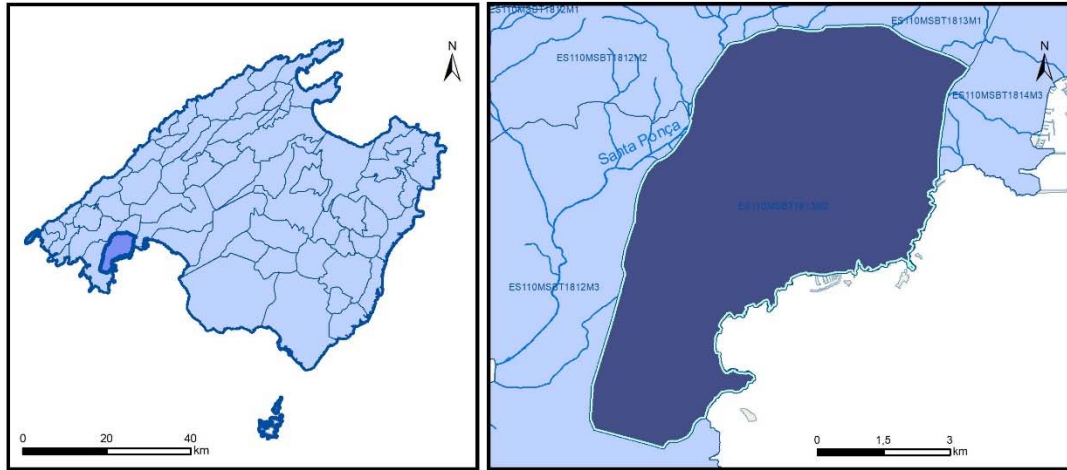 N
0 20 40
km
ES110MSBT1812M1
ES110MSBT1813M1
ES110MSBT1812M2
N
ES110MSBT1814M3
Santa Ponça
ES110MSBT1813M2
ES110MSBT1812M3
0 1,5 3
km